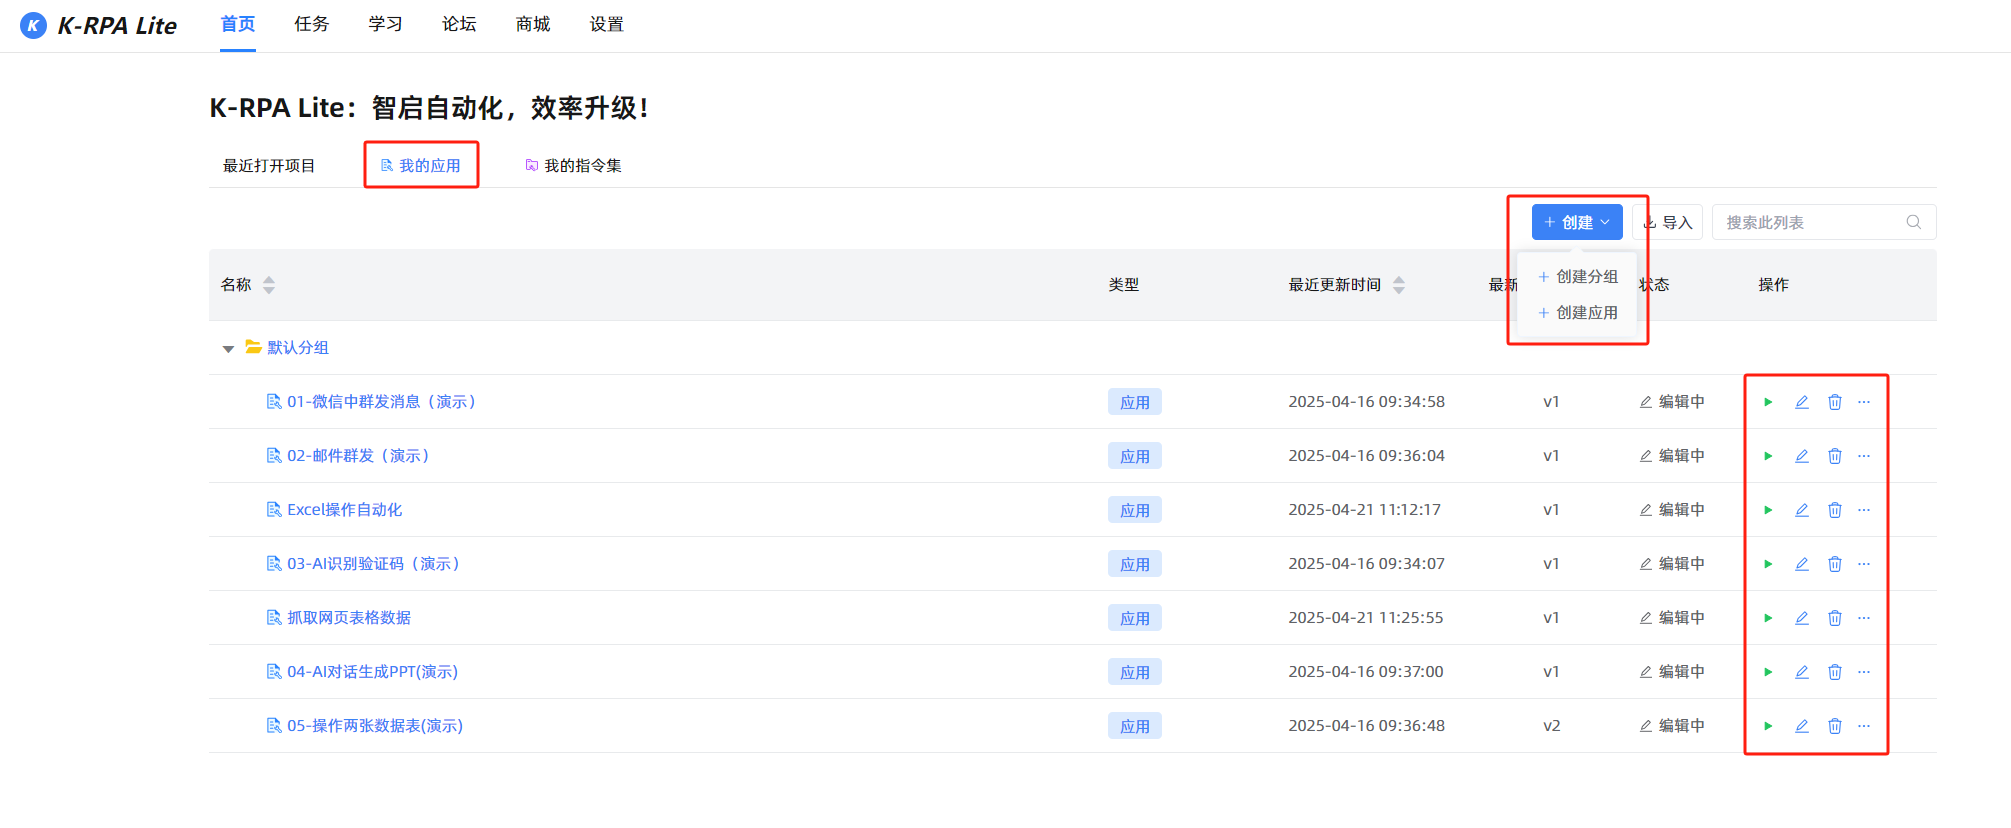 K K-RPA Lite 首页 任务 学习 论坛 商城 设置
K-RPA Lite：智启自动化，效率升级！
最近打开项目 我的应用 我的指令集
+ 创建 导入 搜索此列表
+ 创建分组
+ 创建应用
名称 类型 最近更新时间 最新 状态 操作
默认分组
01-微信中群发消息（演示） 应用 2025-04-16 09:34:58 v1 编辑中 ...
02-邮件群发（演示） 应用 2025-04-16 09:36:04 v1 编辑中 ...
Excel操作自动化 应用 2025-04-21 11:12:17 v1 编辑中 ...
03-AI识别验证码（演示） 应用 2025-04-16 09:34:07 v1 编辑中 ...
抓取网页表格数据 应用 2025-04-21 11:25:55 v1 编辑中 ...
04-AI对话生成PPT(演示) 应用 2025-04-16 09:37:00 v1 编辑中 ...
05-操作两张数据表(演示) 应用 2025-04-16 09:36:48 v2 编辑中 ...